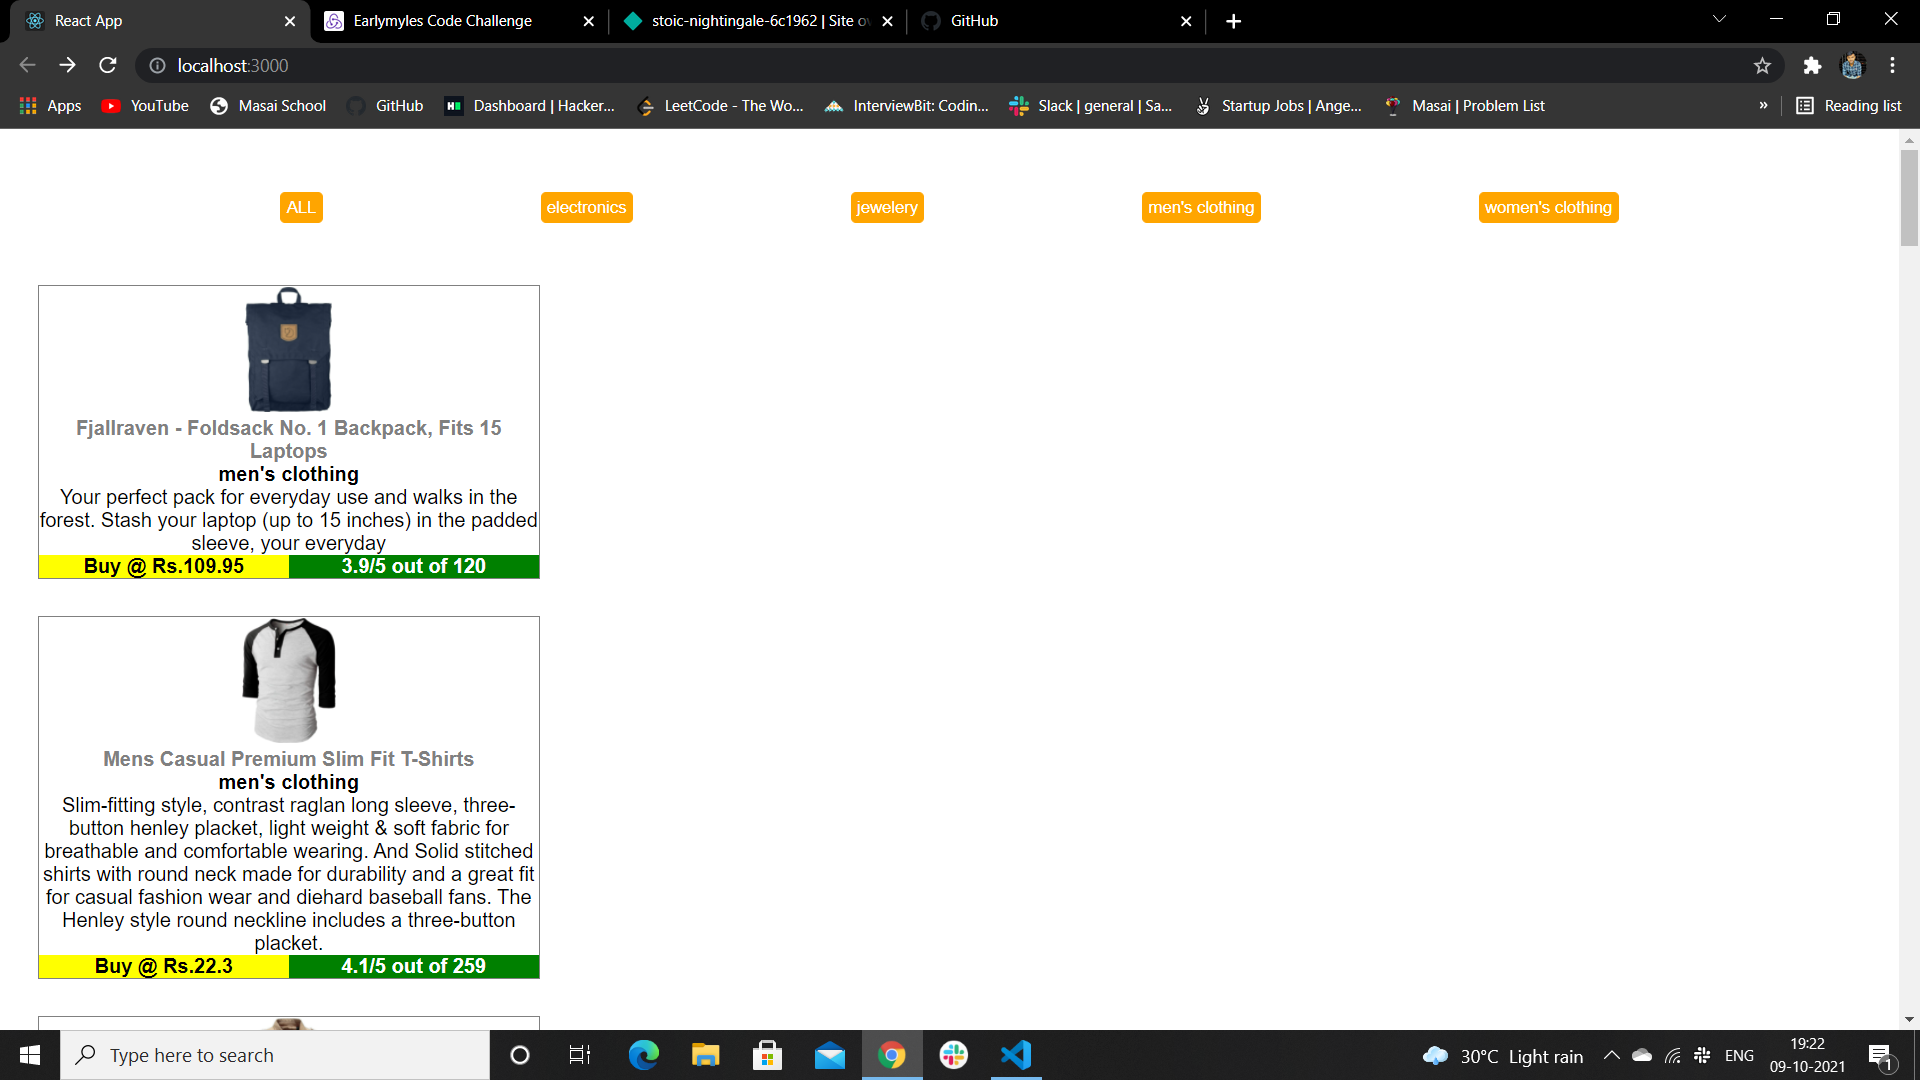 React App
Earlymyles Code Challenge
stoic-nightingale-6c1962 | Site ov
GitHub
localhost:3000
Apps
YouTube
Masai School
GitHub
Dashboard | Hacker...
LeetCode - The Wo...
InterviewBit: Codin...
Slack | general | Sa...
Startup Jobs | Ange...
Masai | Problem List
»
Reading list
ALL
electronics
jewelery
men's clothing
women's clothing
Fjallraven - Foldsack No. 1 Backpack, Fits 15
Laptops
men's clothing
Your perfect pack for everyday use and walks in the
forest. Stash your laptop (up to 15 inches) in the padded
sleeve, your everyday
Buy @ Rs.109.95
3.9/5 out of 120
Mens Casual Premium Slim Fit T-Shirts
men's clothing
Slim-fitting style, contrast raglan long sleeve, three-
button henley placket, light weight & soft fabric for
breathable and comfortable wearing. And Solid stitched
shirts with round neck made for durability and a great fit
for casual fashion wear and diehard baseball fans. The
Henley style round neckline includes a three-button
placket.
Buy @ Rs.22.3
4.1/5 out of 259
Type here to search
30°C Light rain
ENG
19:22
09-10-2021
1